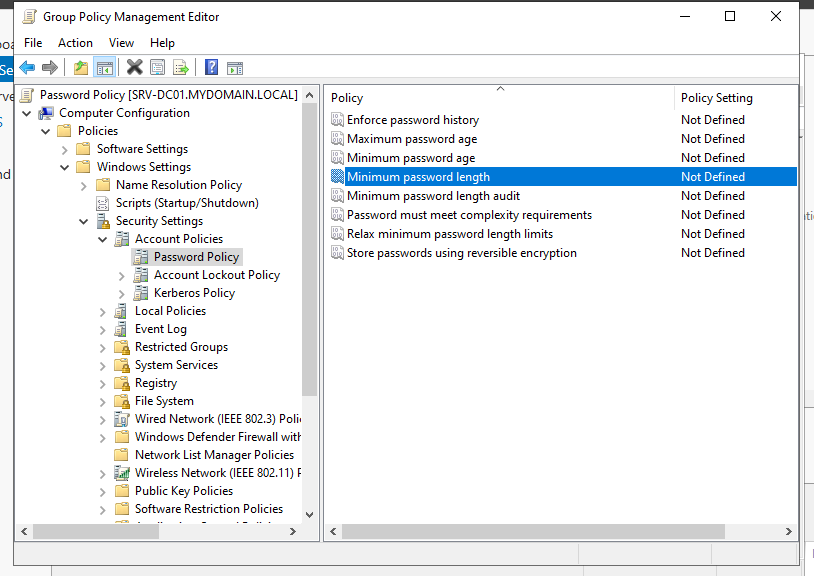 Group Policy Management Editor
File Action View Help
Password Policy [SRV-DC01.MYDOMAIN.LOCAL]
Computer Configuration
Policies
Software Settings
Windows Settings
Name Resolution Policy
Scripts (Startup/Shutdown)
Security Settings
Account Policies
Password Policy
Account Lockout Policy
Kerberos Policy
Local Policies
Event Log
Restricted Groups
System Services
Registry
File System
Wired Network (IEEE 802.3) Polic
Windows Defender Firewall with
Network List Manager Policies
Wireless Network (IEEE 802.11) P
Public Key Policies
Software Restriction Policies
Policy Policy Setting
Enforce password history Not Defined
Maximum password age Not Defined
Minimum password age Not Defined
Minimum password length Not Defined
Minimum password length audit Not Defined
Password must meet complexity requirements Not Defined
Relax minimum password length limits Not Defined
Store passwords using reversible encryption Not Defined